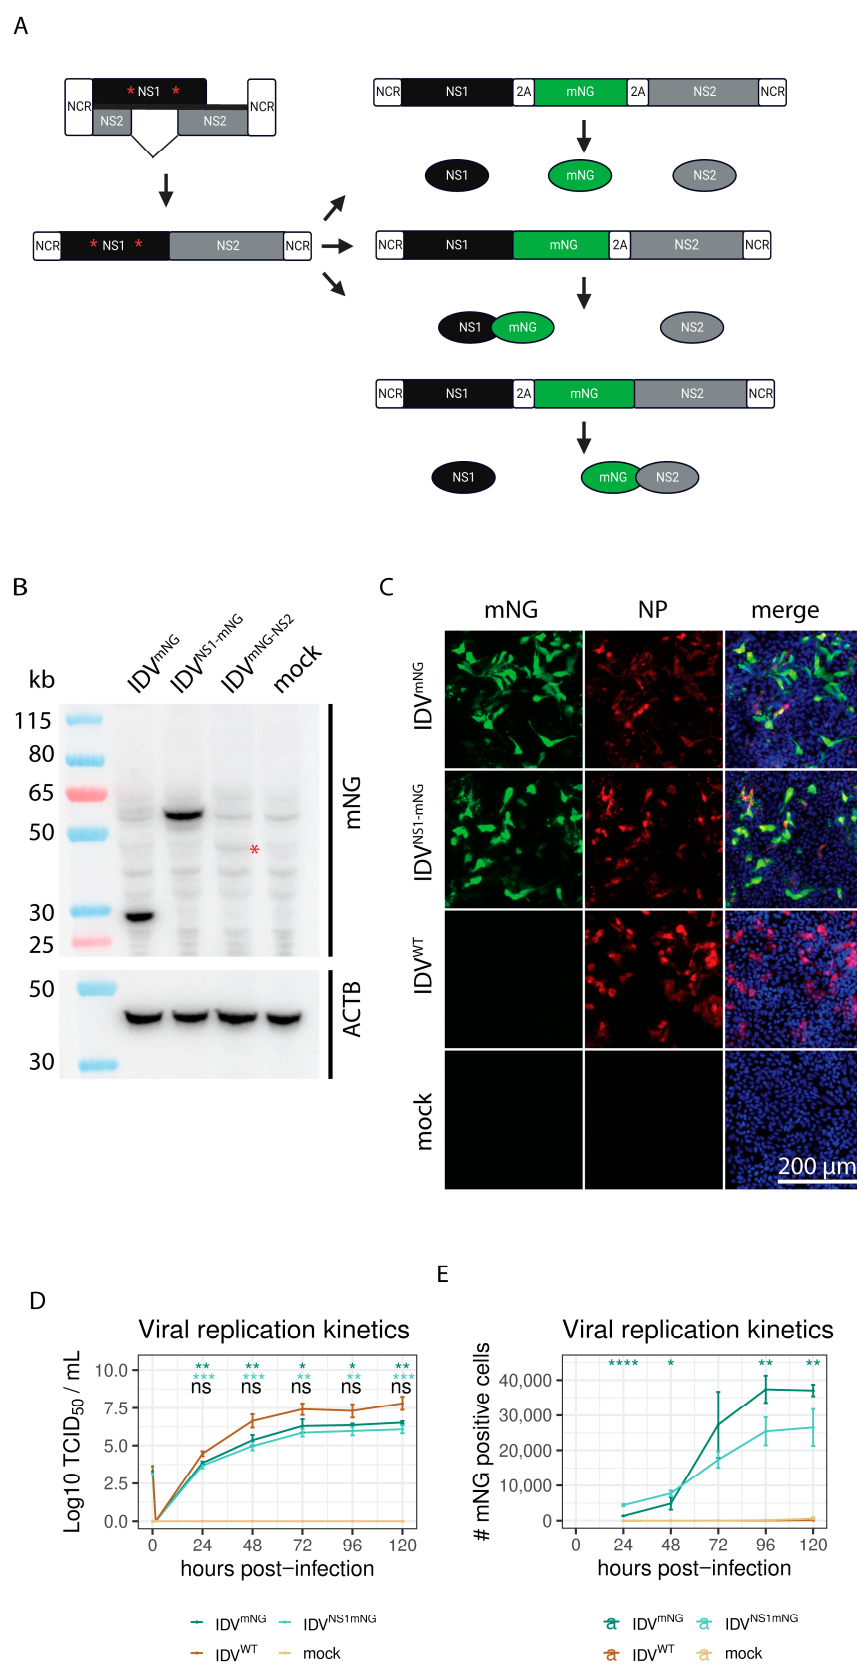 A
NCR * NS1 * NCR
NS2 NS2
NCR * NS1 * NS2 NCR
NCR NS1 2A mNG 2A NS2 NCR
NS1 mNG NS2
NCR NS1 mNG 2A NS2 NCR
NS1 mNG NS2
NCR NS1 2A mNG NS2 NCR
NS1 mNG NS2
B
kb IDVmNG IDVNS1-mNG IDVmNG-NS2 mock
115
80
65
50
*
30
25
mNG
50
30
ACTB
C
mNG NP merge
IDVmNG
IDVNS1-mNG
IDVWT
mock
200 µm
D
Viral replication kinetics
** ** * * **
*** *** ** ** ***
ns ns ns ns ns
Log10 TCID50 / mL
10.0
7.5
5.0
2.5
0.0
0 24 48 72 96 120
hours post-infection
IDVmNG IDVNS1mNG
IDVWT mock
E
Viral replication kinetics
**** * ** **
# mNG positive cells
40,000
30,000
20,000
10,000
0
0 24 48 72 96 120
hours post-infection
a IDVmNG a IDVNS1mNG
a IDVWT a mock